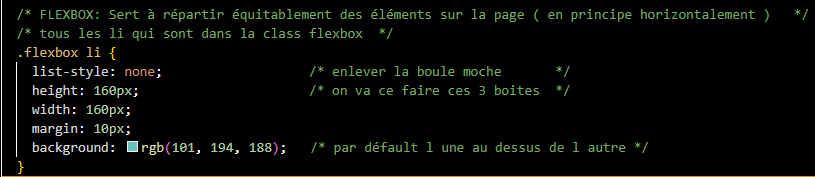 /* FLEXBOX: Sert à répartir équitablement des éléments sur la page ( en principe horizontalement )   */
/* tous les li qui sont dans la class flexbox  */
.flexbox li {
  list-style: none;                   /* enlever la boule moche       */
  height: 160px;                      /* on va ce faire ces 3 boites  */
  width: 160px;
  margin: 10px;
  background: rgb(101, 194, 188);   /* par défault l une au dessus de l autre */
}